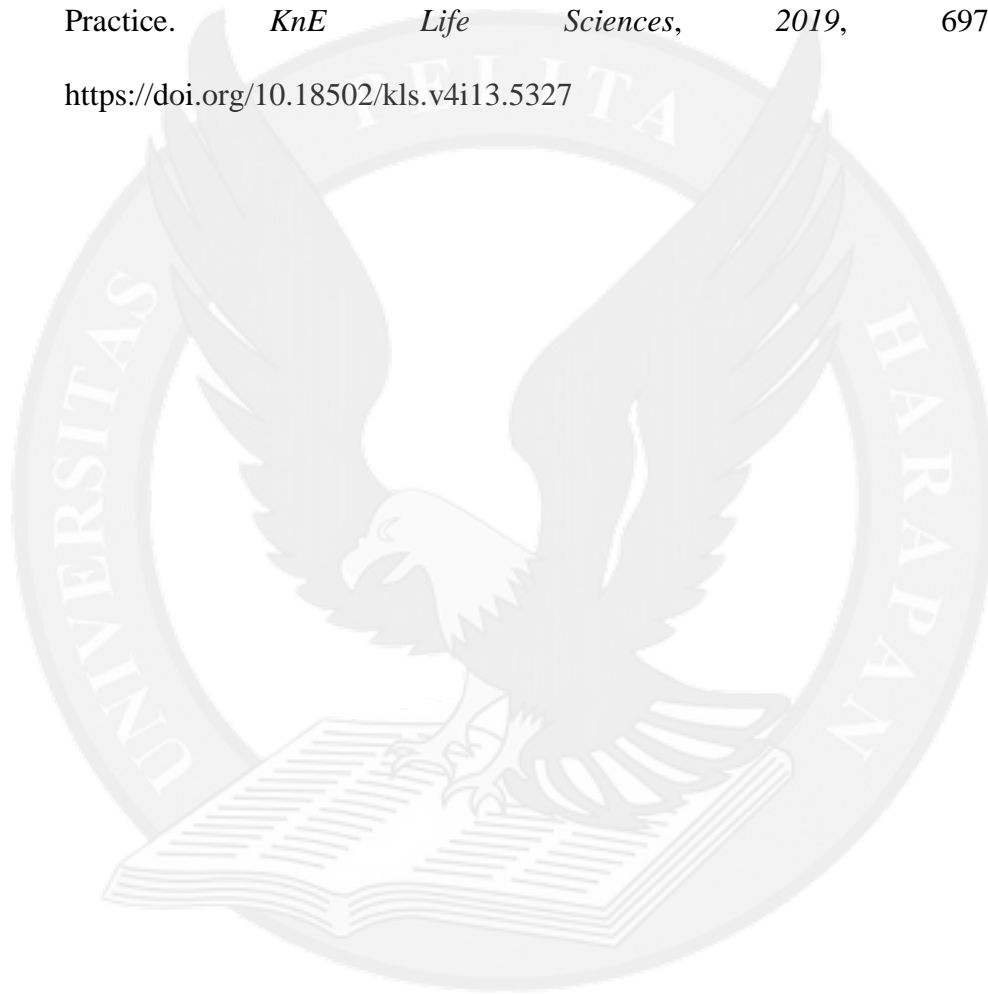 Practice. KnE Life Sciences, 2019, 697
https://doi.org/10.18502/kls.v4i13.5327
UNIVERSITAS PELITA HARAPAN